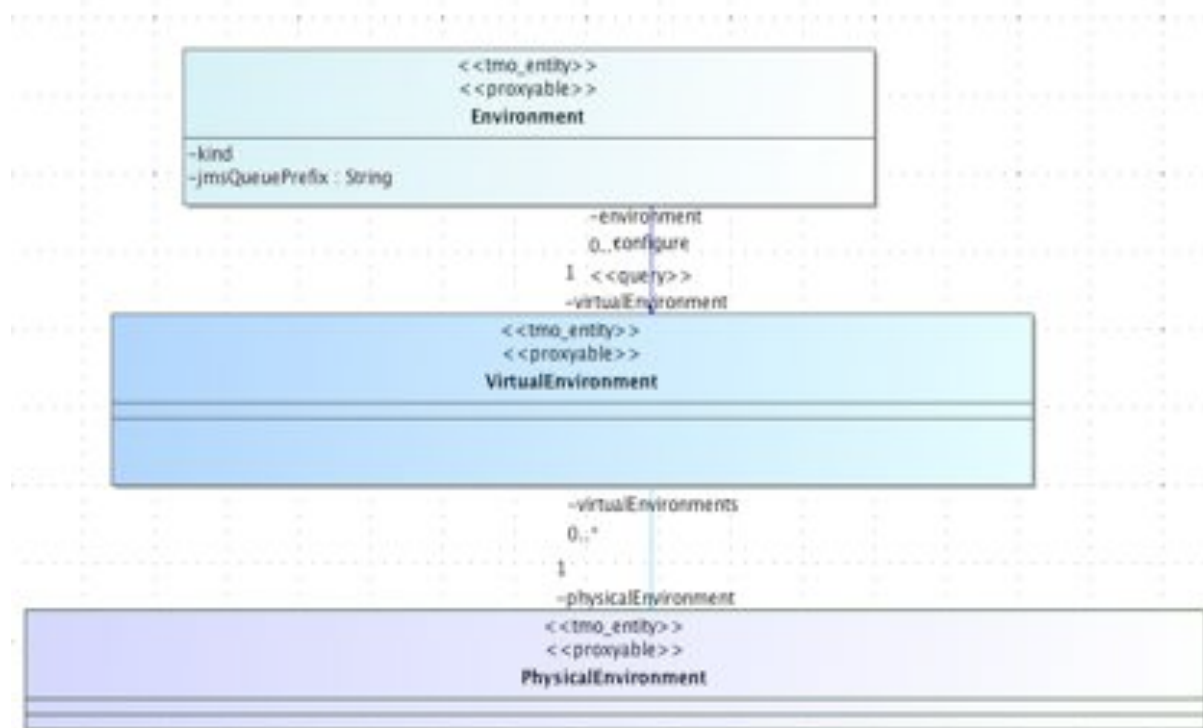 <<tmo_entity>>
<<proxyable>>
Environment
-kind
-jmsQueuePrefix : String
-environment
0..configure
1 <<query>>
-virtualEnvironment
<<tmo_entity>>
<<proxyable>>
VirtualEnvironment
-virtualEnvironments
0..*
1
-physicalEnvironment
<<tmo_entity>>
<<proxyable>>
PhysicalEnvironment